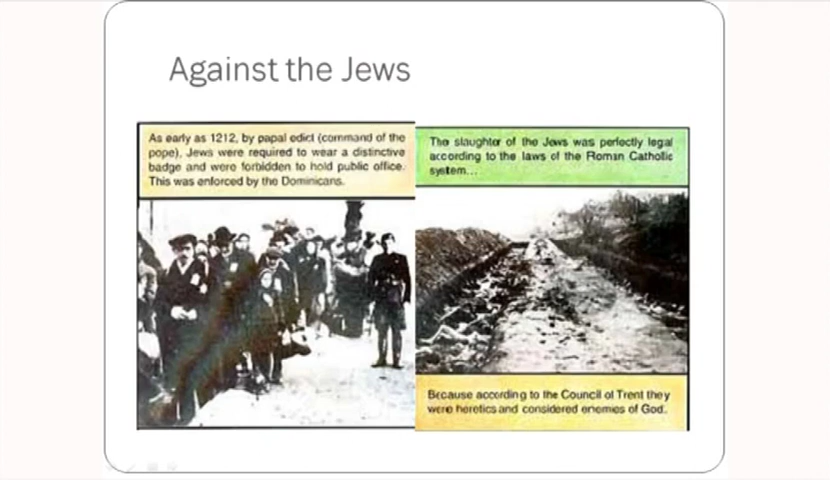 Against the Jews
As early as 1212, by papal edict (command of the
pope), Jews were required to wear a distinctive
badge and were forbidden to hold public office.
This was enforced by the Dominicans.
The slaughter of the Jews was perfectly legal
according to the laws of the Roman Catholic
system...
Because according to the Council of Trent they
were heretics and considered enemies of God.